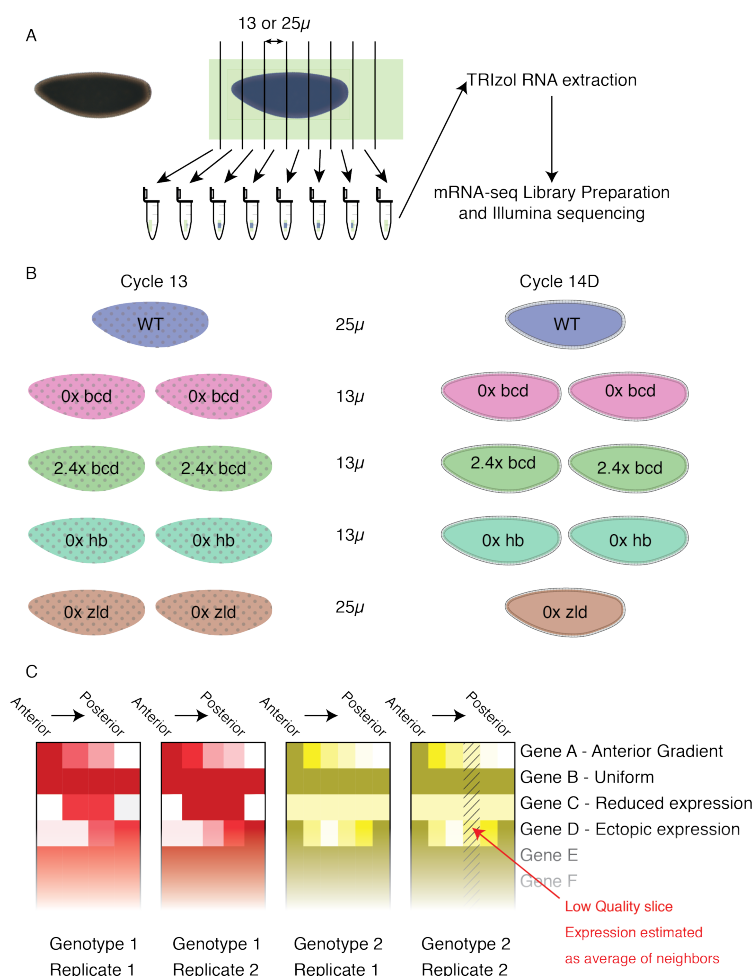 A
13 or 25µ
TRIzol RNA extraction
mRNA-seq Library Preparation
and Illumina sequencing
B
Cycle 13
Cycle 14D
WT
25µ
WT
0x bcd
0x bcd
13µ
0x bcd
0x bcd
2.4x bcd
2.4x bcd
13µ
2.4x bcd
2.4x bcd
0x hb
0x hb
13µ
0x hb
0x hb
0x zld
0x zld
25µ
0x zld
C
Anterior
Posterior
Anterior
Posterior
Anterior
Posterior
Anterior
Posterior
Gene A - Anterior Gradient
Gene B - Uniform
Gene C - Reduced expression
Gene D - Ectopic expression
Gene E
Gene F
Low Quality slice
Expression estimated
as average of neighbors
Genotype 1
Replicate 1
Genotype 1
Replicate 2
Genotype 2
Replicate 1
Genotype 2
Replicate 2